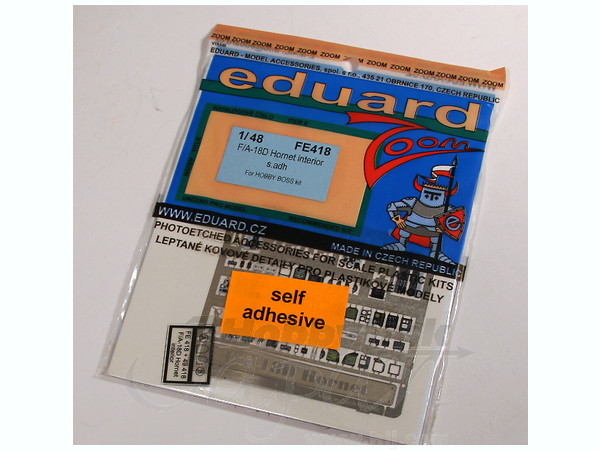 ZOOM ZOOM ZOOM ZOOM ZOOM ZOOM ZOOM ZOOM ZOOM ZOOM
EDUARD - MODEL ACCESSORIES, spol. s r.o., 435 21 OBRNICE 170, CZECH REPUBLIC
eduard
zoom
1/48 FE418
F/A-18D Hornet interior
s.adh
For HOBBY BOSS kit
e
WWW.EDUARD.CZ
MADE IN CZECH REPUBLIC
PHOTOETCHED ACCESSORIES FOR SCALE PLASTIC KITS
LEPTANÉ KOVOVÉ DETAILY PRO PLASTIKOVÉ MODELY
self
adhesive
FE 418 + 49 418
F/A-18D Hornet
interior
18D Hornet